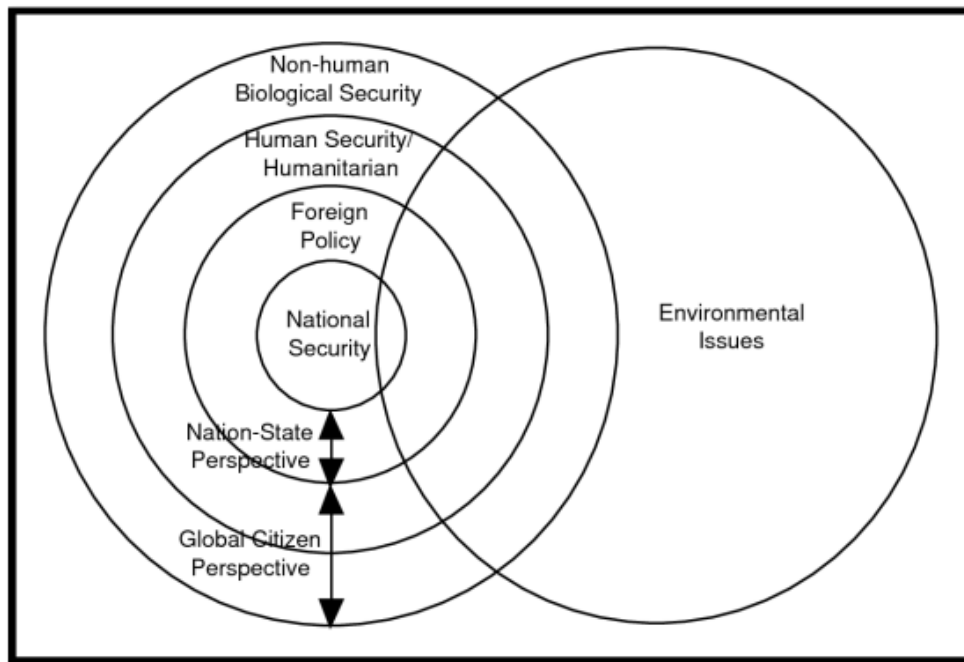 Non-human
Biological Security
Human Security/
Humanitarian
Foreign
Policy
National
Security
Environmental
Issues
Nation-State
Perspective
Global Citizen
Perspective